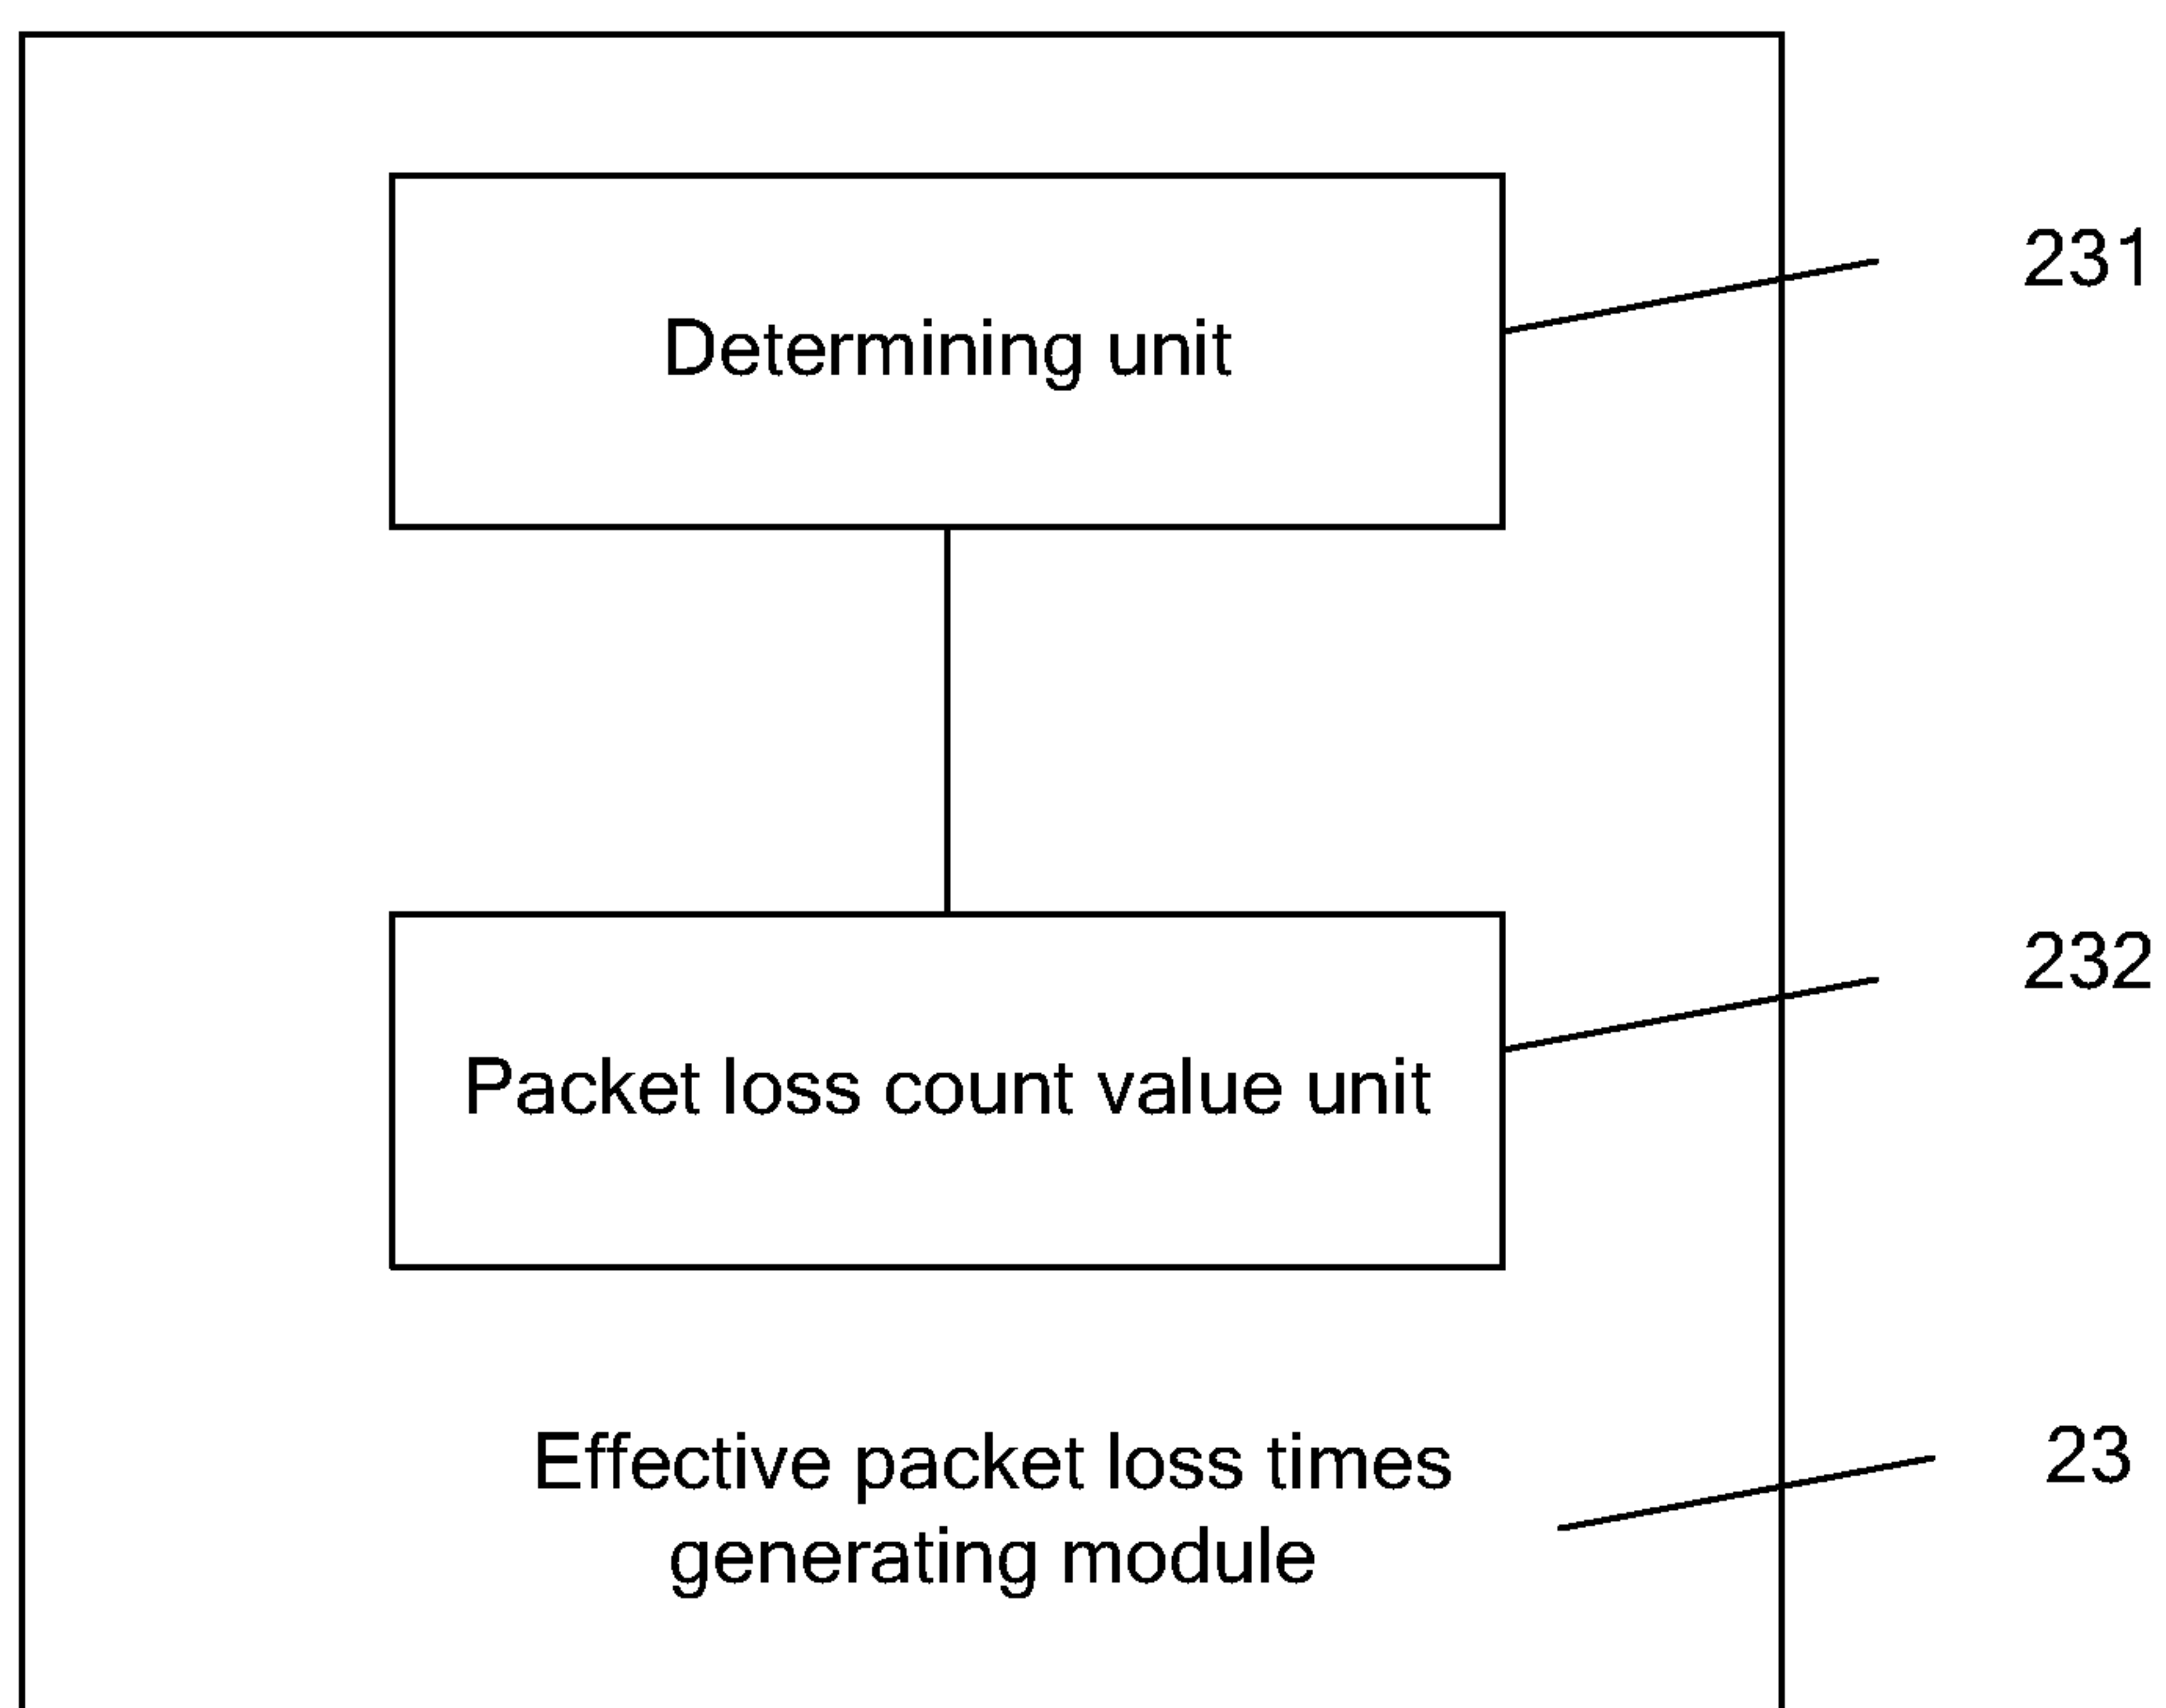 231
Determining unit
232
Packet loss count value unit
Effective packet loss times
generating module
23